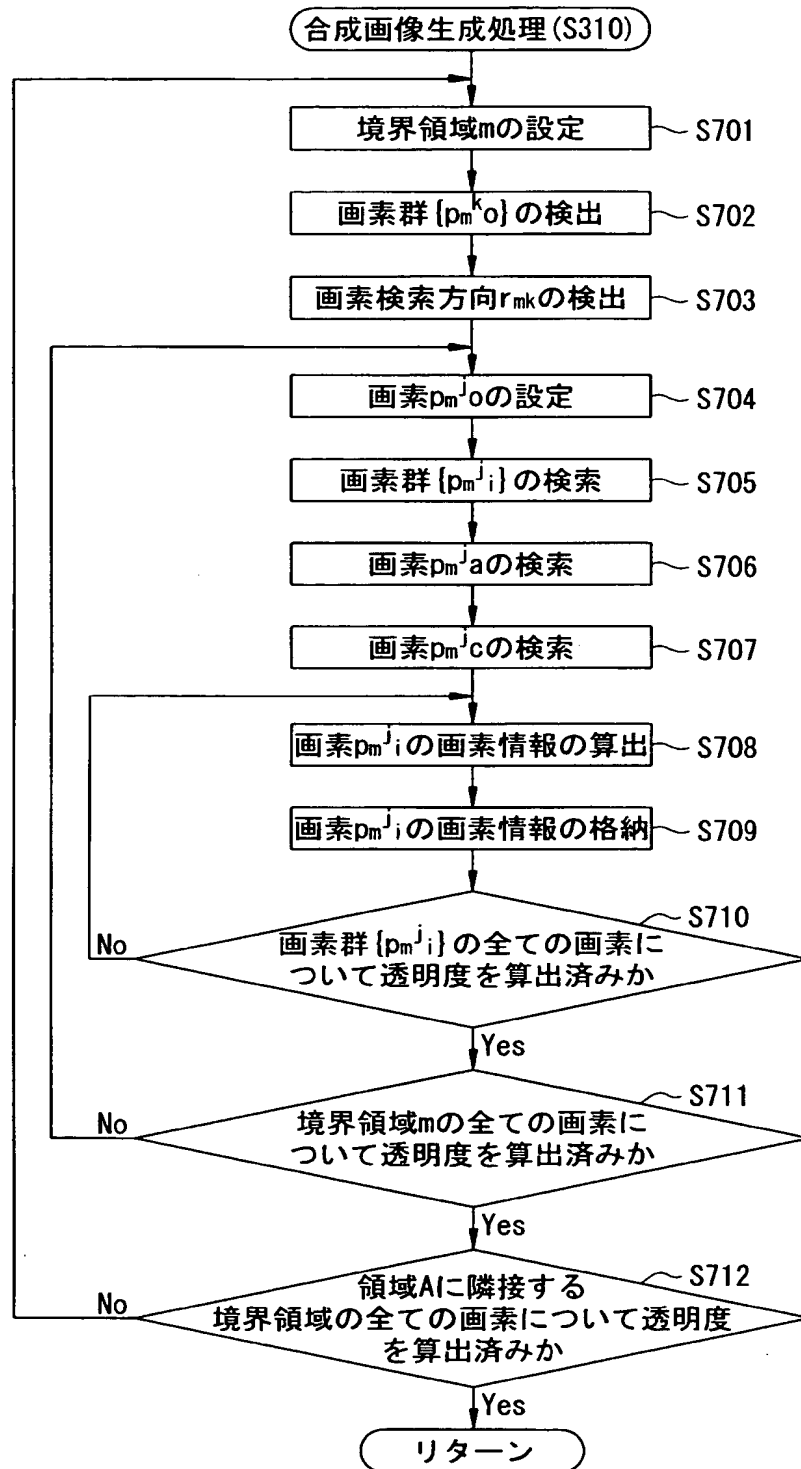 合成画像生成処理(S310)
境界領域mの設定
S701
画素群{pmko}の検出
S702
画素検索方向rmkの検出
S703
画素pmjoの設定
S704
画素群{pmji}の検索
S705
画素pmjaの検索
S706
画素pmjcの検索
S707
画素pmjiの画素情報の算出
S708
画素pmjiの画素情報の格納
S709
S710
No
画素群{pmji}の全ての画素に
ついて透明度を算出済みか
Yes
S711
No
境界領域mの全ての画素に
ついて透明度を算出済みか
Yes
S712
No
領域Aに隣接する
境界領域の全ての画素について透明度
を算出済みか
Yes
リターン